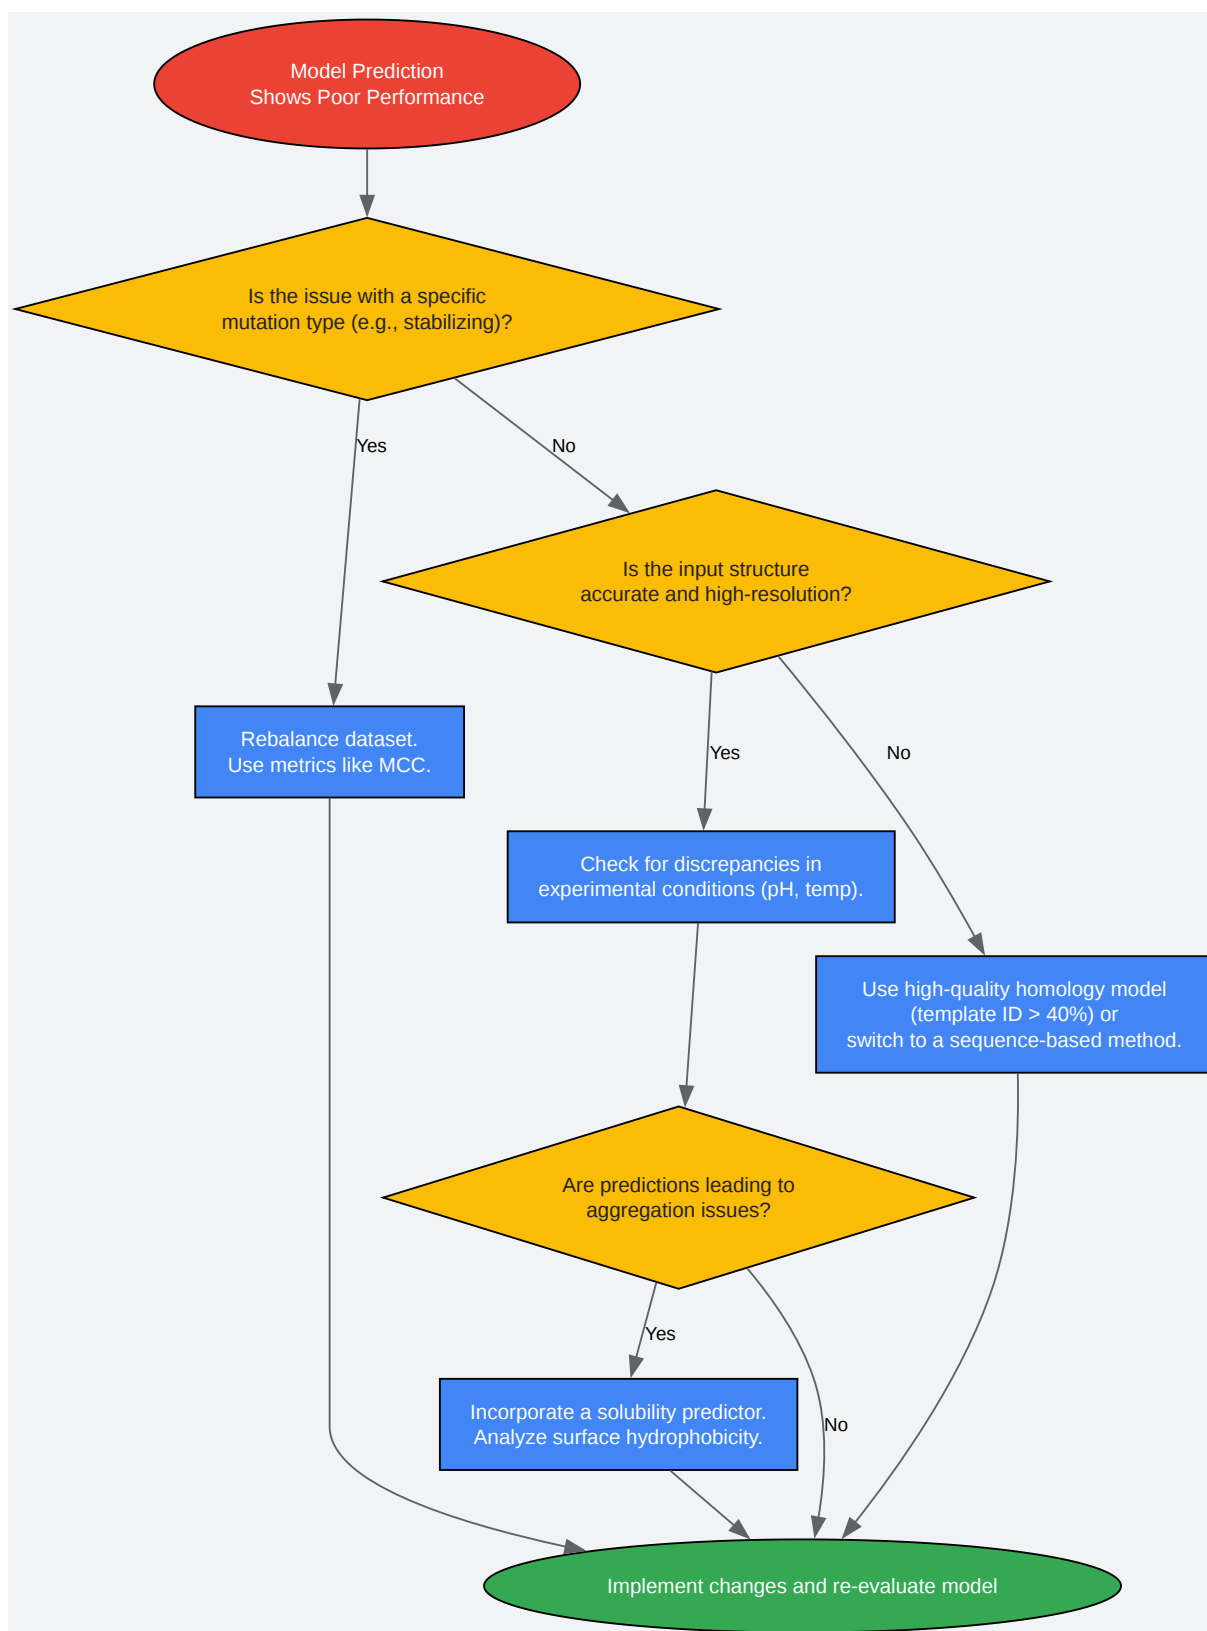 Model Prediction
Shows Poor Performance
Is the issue with a specific
mutation type (e.g., stabilizing)?
Yes
No
Is the input structure
accurate and high-resolution?
Rebalance dataset.
Use metrics like MCC.
Yes
No
Check for discrepancies in
experimental conditions (pH, temp).
Use high-quality homology model
(template ID > 40%) or
switch to a sequence-based method.
Are predictions leading to
aggregation issues?
Yes
No
Incorporate a solubility predictor.
Analyze surface hydrophobicity.
Implement changes and re-evaluate model